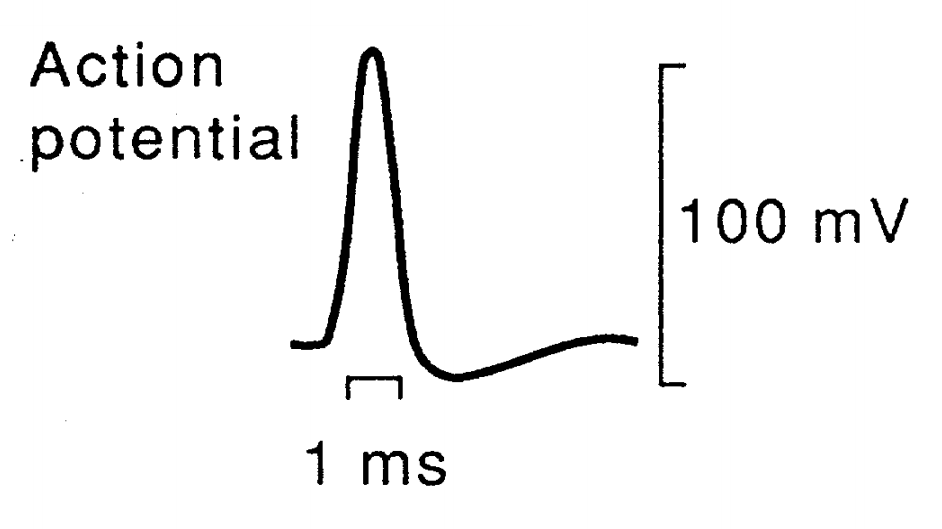 Action
potential
100 mV
1 ms